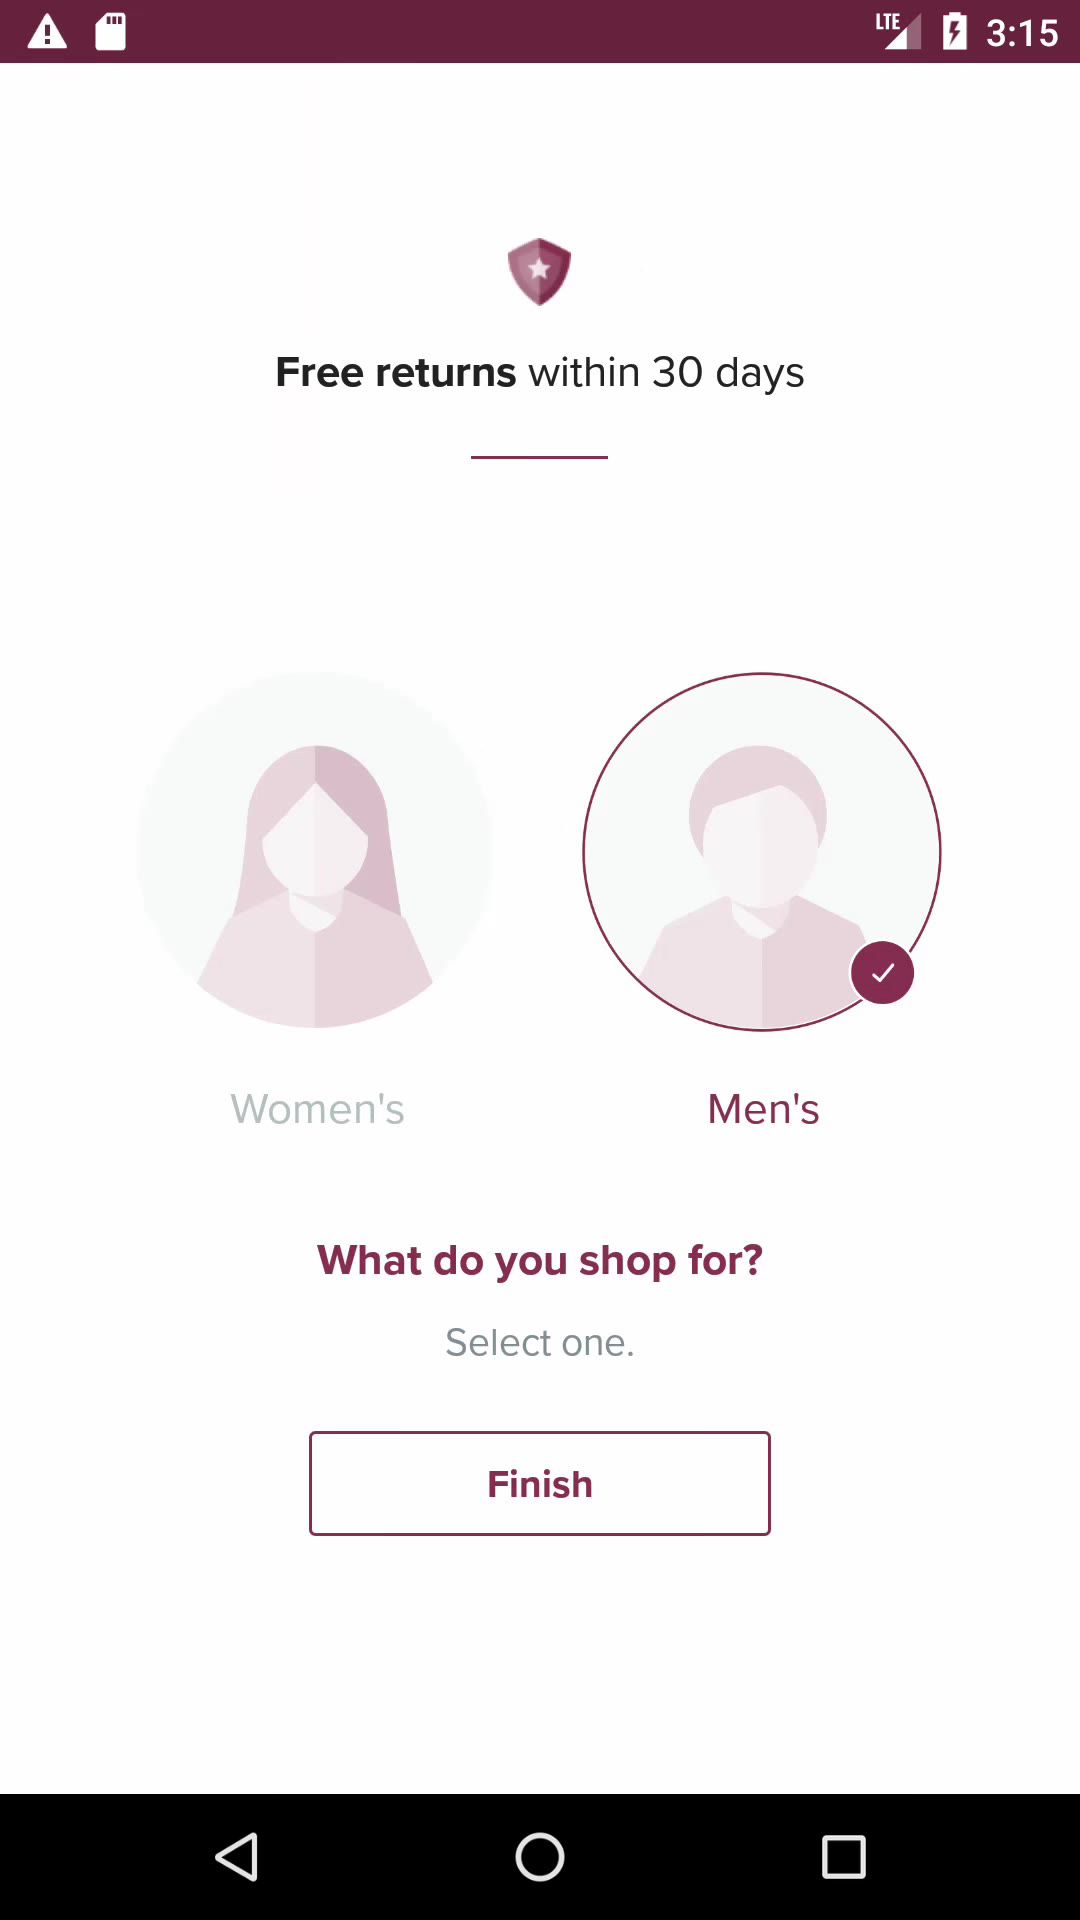 LTE 3:15
Free returns within 30 days
Women's Men's
What do you shop for?
Select one.
Finish